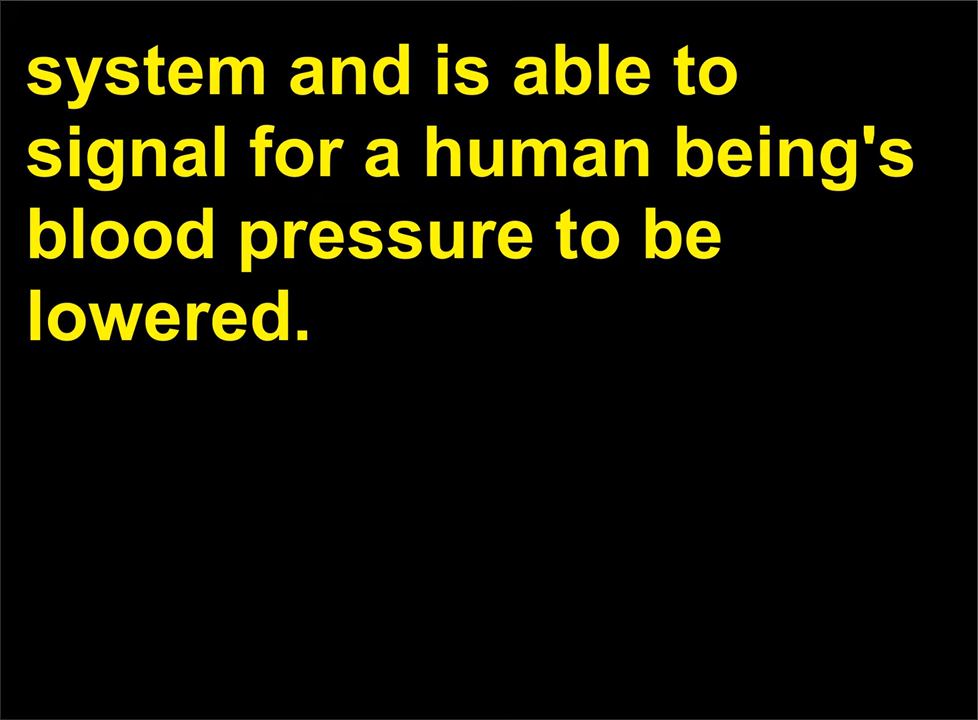 system and is able to
signal for a human being's
blood pressure to be
lowered.